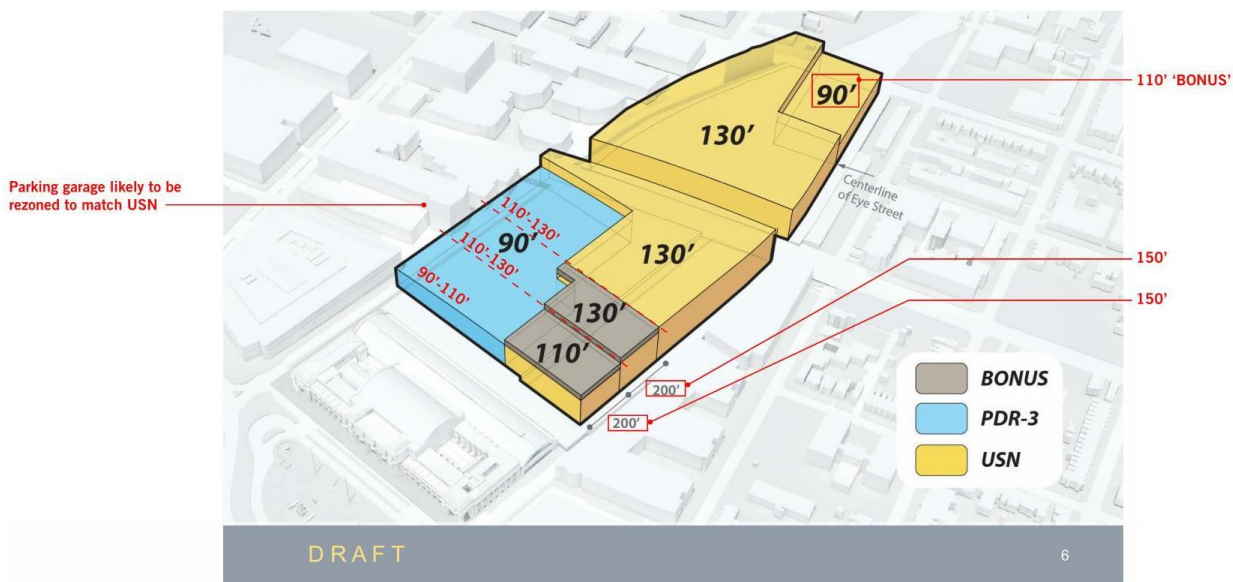 90’
110’ ‘BONUS’
130’
Centerline
of Eye Street
Parking garage likely to be
rezoned to match USN
110’-130’
110’-130’
90’
90’-110’
130’
150’
150’
130’
110’
200’
200’
BONUS
PDR-3
USN
DRAFT
6